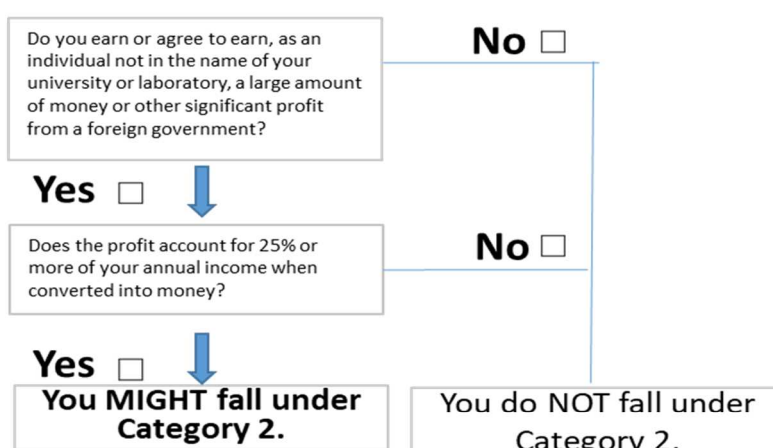 Do you earn or agree to earn, as an
individual not in the name of your
university or laboratory, a large amount
of money or other significant profit
from a foreign government?
No
Yes
Does the profit account for 25% or
more of your annual income when
converted into money?
No
Yes
You MIGHT fall under
Category 2.
You do NOT fall under
Category 2.